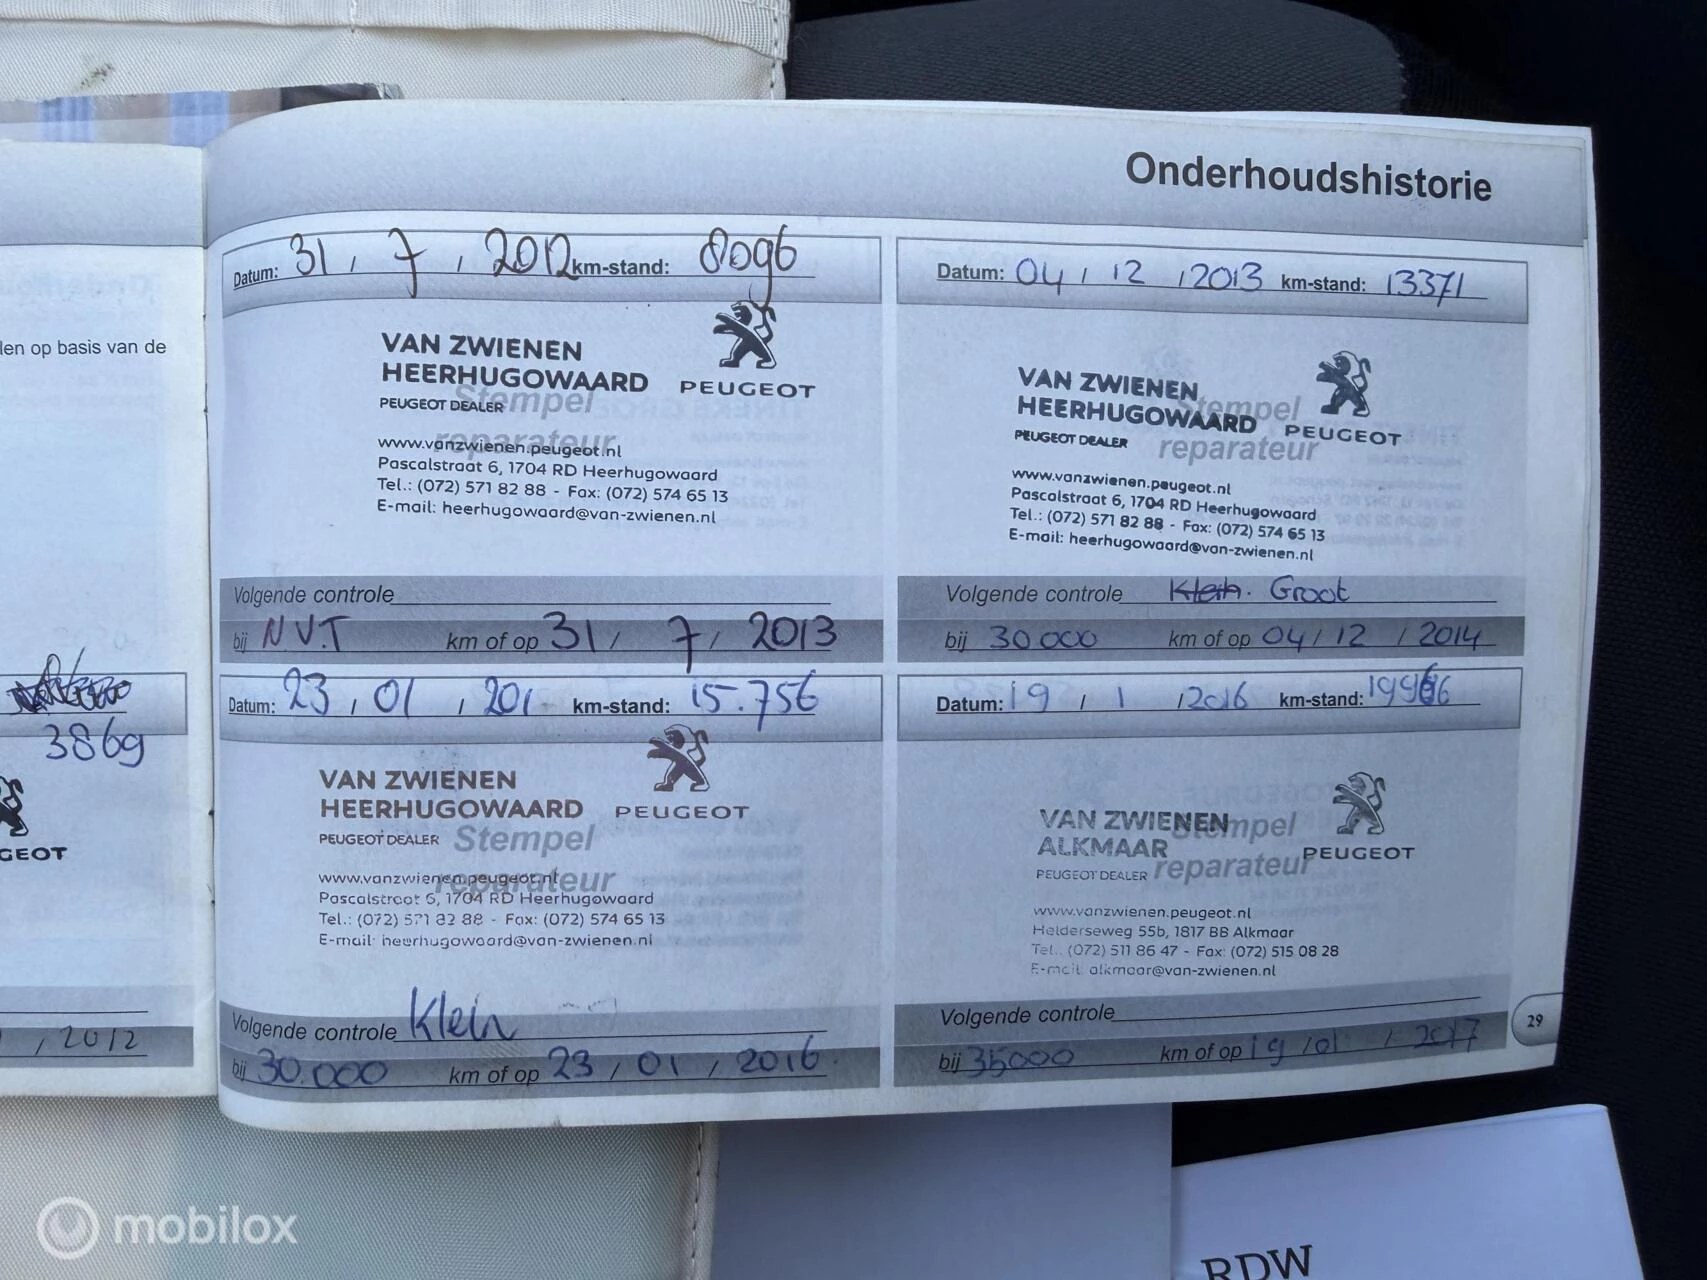 Onderhoudshistorie
len op basis van de
3869
GEOT
/ 2012
Datum: 31 / 7 / 2012 km-stand: 8096
VAN ZWIENEN
HEERHUGOWAARD
PEUGEOT DEALER
PEUGEOT
Stempel
reparateur
www.vanzwienen.peugeot.nl
Pascalstraat 6, 1704 RD Heerhugowaard
Tel.: (072) 571 82 88 - Fax: (072) 574 65 13
E-mail: heerhugowaard@van-zwienen.nl
Volgende controle
bij N.V.T km of op 31 / 7 / 2013
Datum: 04 / 12 / 2013 km-stand: 13371
VAN ZWIENEN
HEERHUGOWAARD
PEUGEOT DEALER
PEUGEOT
Stempel
reparateur
www.vanzwienen.peugeot.nl
Pascalstraat 6, 1704 RD Heerhugowaard
Tel.: (072) 571 82 88 - Fax: (072) 574 65 13
E-mail: heerhugowaard@van-zwienen.nl
Volgende controle Klein. Groot
bij 30.000 km of op 04 / 12 / 2014
Datum: 23 / 01 / 201 km-stand: 15.756
VAN ZWIENEN
HEERHUGOWAARD
PEUGEOT DEALER
PEUGEOT
Stempel
reparateur
www.vanzwienen.peugeot.nl
Pascalstraat 6, 1704 RD Heerhugowaard
Tel.: (072) 571 82 88 - Fax: (072) 574 65 13
E-mail: heerhugowaard@van-zwienen.nl
Volgende controle Klein
bij 30.000 km of op 23 / 01 / 2016
Datum: 19 / 1 / 2016 km-stand:
VAN ZWIENEN
ALKMAAR
PEUGEOT DEALER
PEUGEOT
Stempel
reparateur
www.vanzwienen.peugeot.nl
Helderseweg 55b, 1817 BB Alkmaar
Tel.: (072) 511 86 47 - Fax: (072) 515 08 28
E-mail: alkmaar@van-zwienen.nl
Volgende controle
bij 35000 km of op 19 / 01 / 2017
29
mobilox
RDW